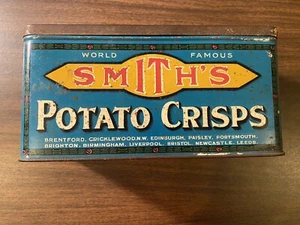 WORLD FAMOUS
SMITH'S
POTATO CRISPS
BRENTFORD, CRICKLEWOOD,N.W. EDINBURGH, PAISLEY, PORTSMOUTH,
BRIGHTON, BIRMINGHAM, LIVERPOOL, BRISTOL, NEWCASTLE, LEEDS.